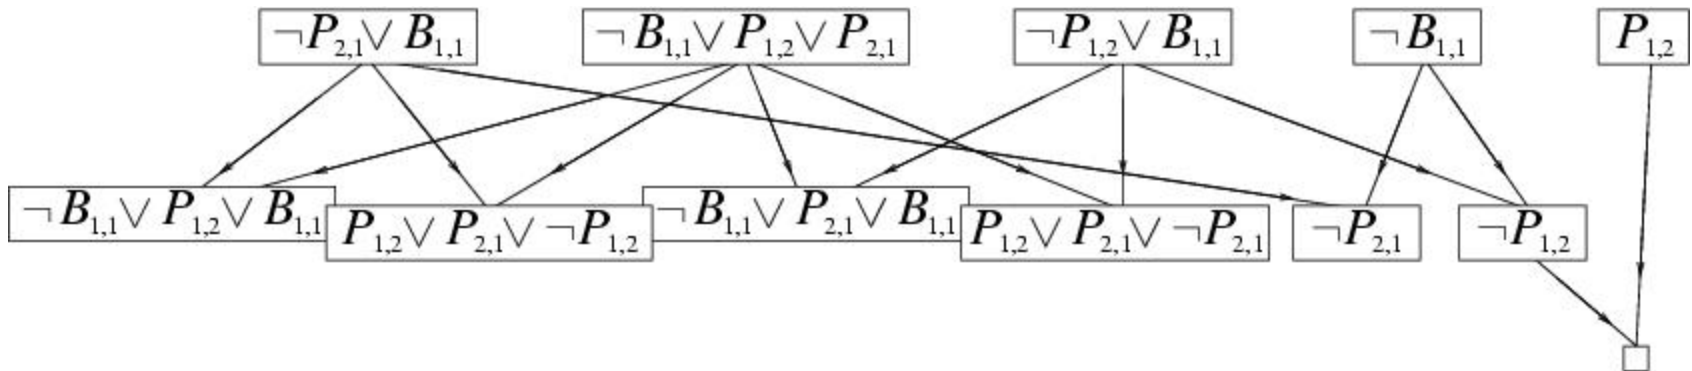 ¬P₂,₁ ∨ B₁,₁ ¬B₁,₁ ∨ P₁,₂ ∨ P₂,₁ ¬P₁,₂ ∨ B₁,₁ ¬B₁,₁ P₁,₂
¬B₁,₁ ∨ P₁,₂ ∨ B₁,₁ P₁,₂ ∨ P₂,₁ ∨ ¬P₁,₂ ¬B₁,₁ ∨ P₂,₁ ∨ B₁,₁ P₁,₂ ∨ P₂,₁ ∨ ¬P₂,₁ ¬P₂,₁ ¬P₁,₂